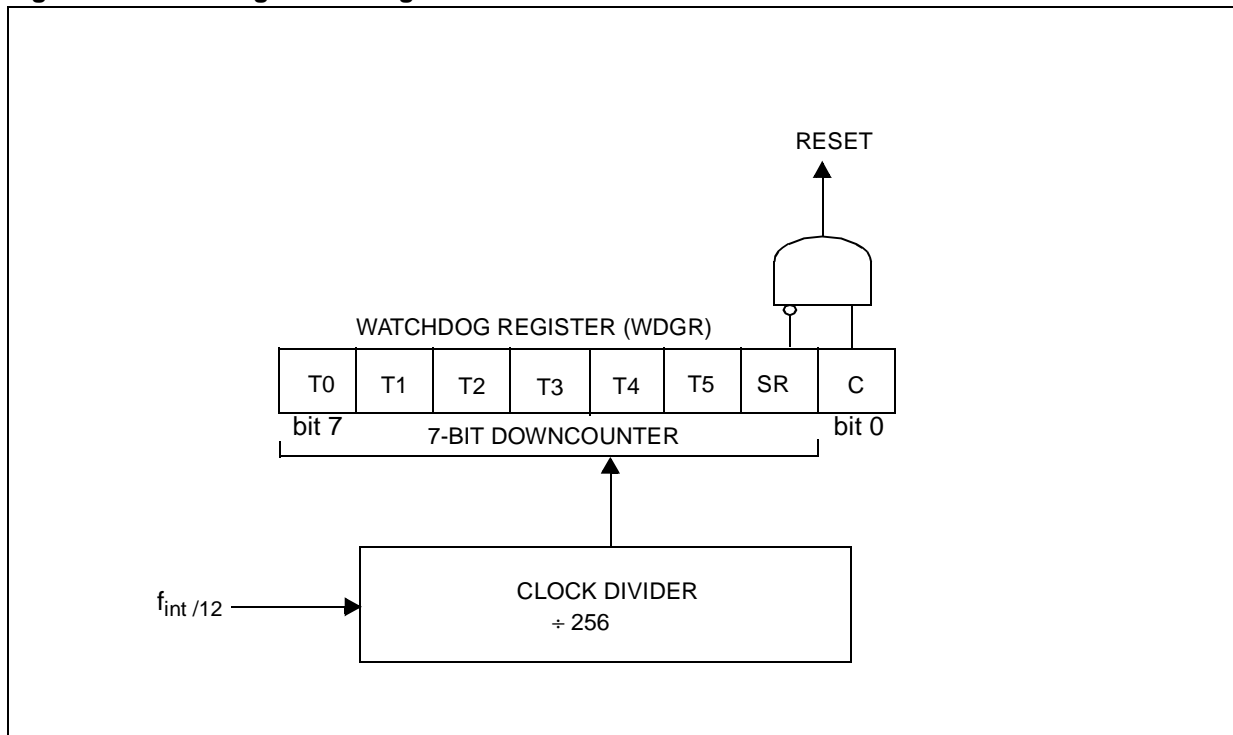 RESET
WATCHDOG REGISTER (WDGR)
T0 T1 T2 T3 T4 T5 SR C
bit 7 bit 0
7-BIT DOWNCOUNTER
fint /12
CLOCK DIVIDER
÷ 256